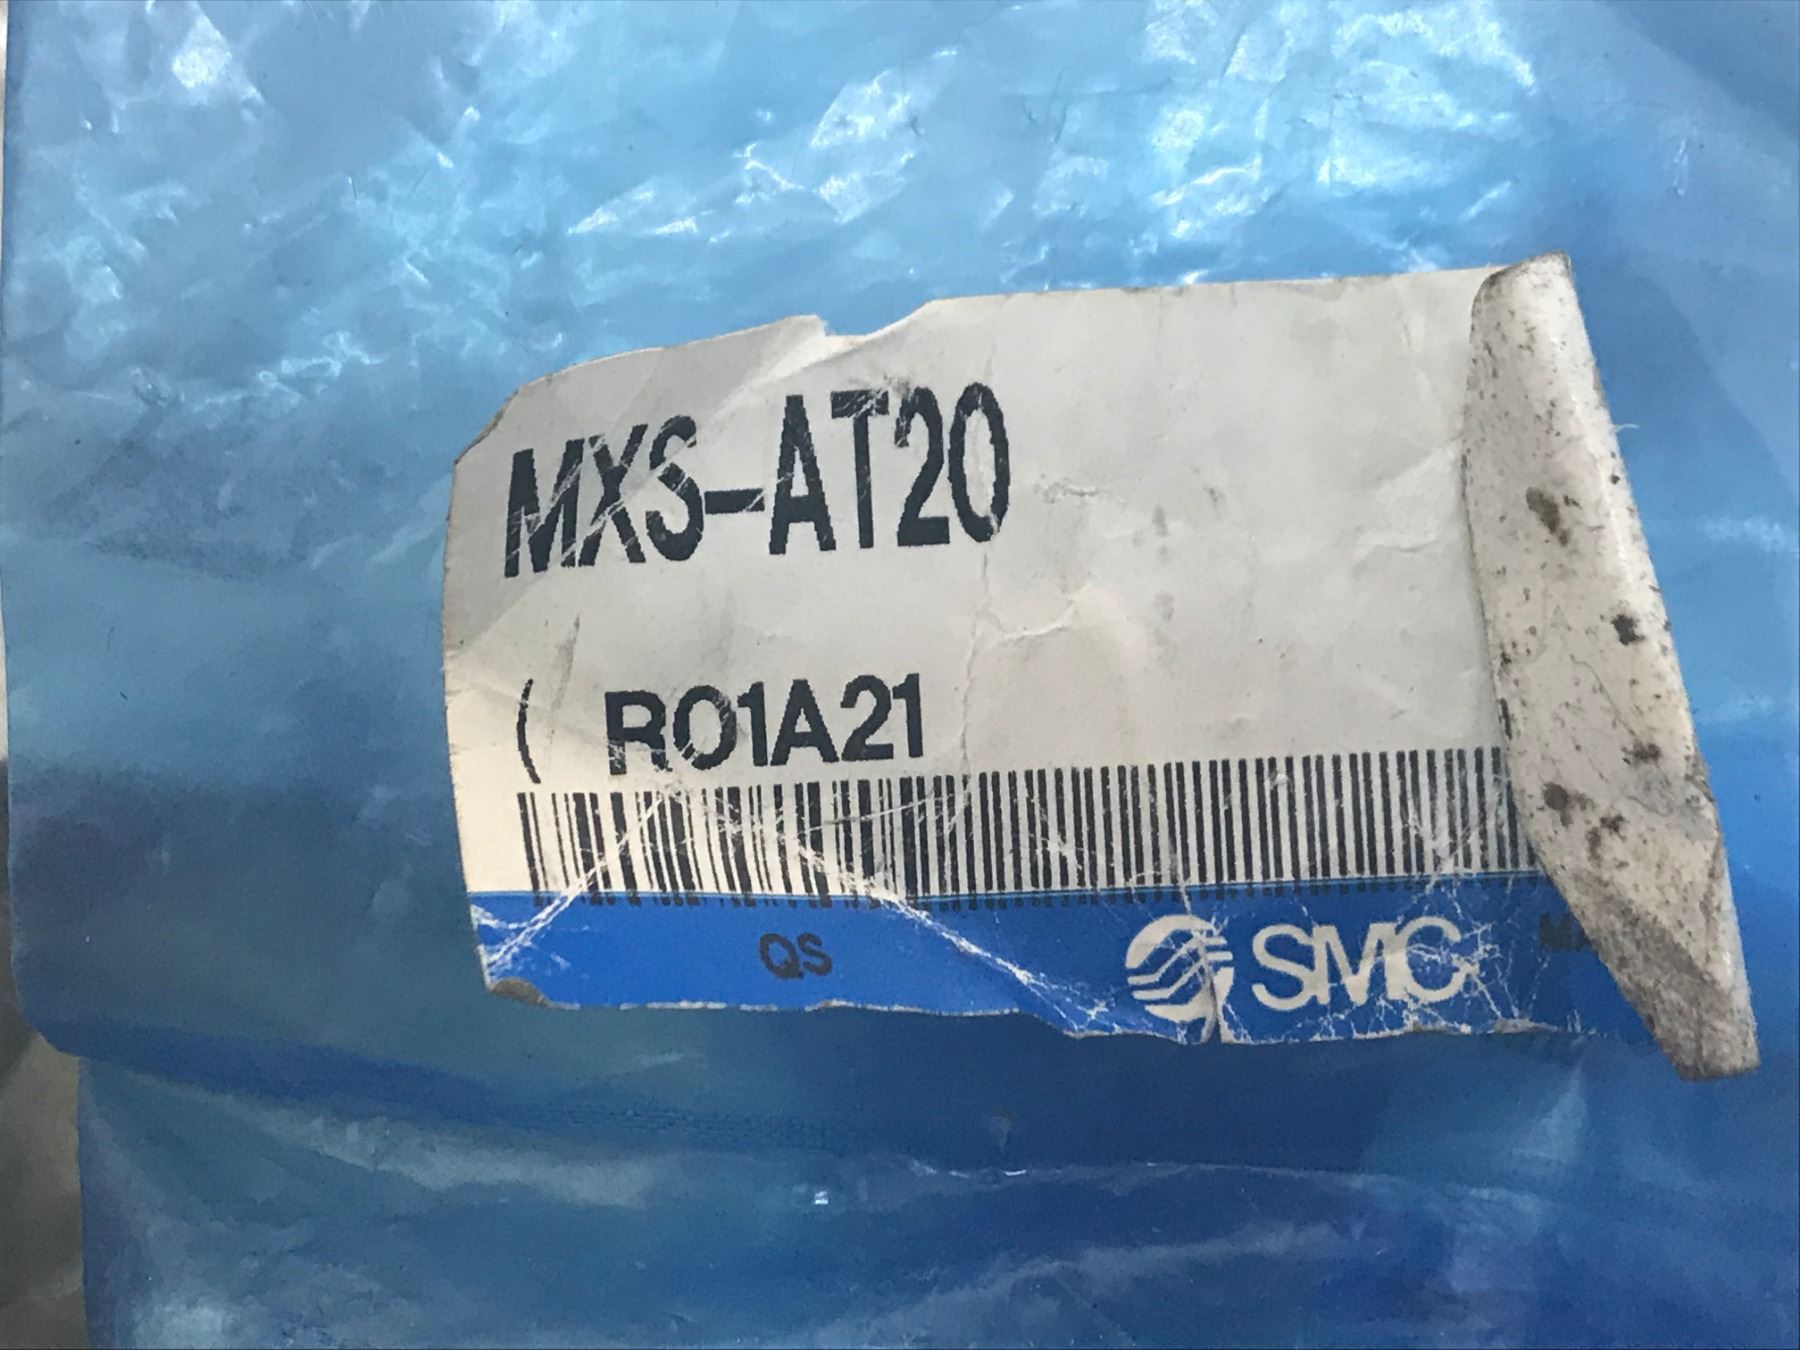 MXS-AT20
( R01A21
QS SMC